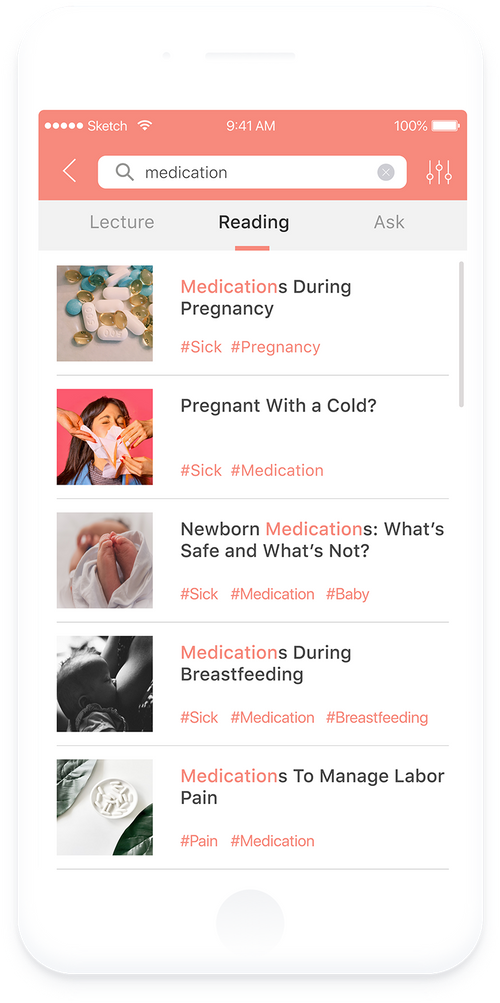 Sketch 9:41 AM 100%
medication
Lecture Reading Ask
Medications During
Pregnancy
#Sick #Pregnancy
Pregnant With a Cold?
#Sick #Medication
Newborn Medications: What’s
Safe and What’s Not?
#Sick #Medication #Baby
Medications During
Breastfeeding
#Sick #Medication #Breastfeeding
Medications To Manage Labor
Pain
#Pain #Medication